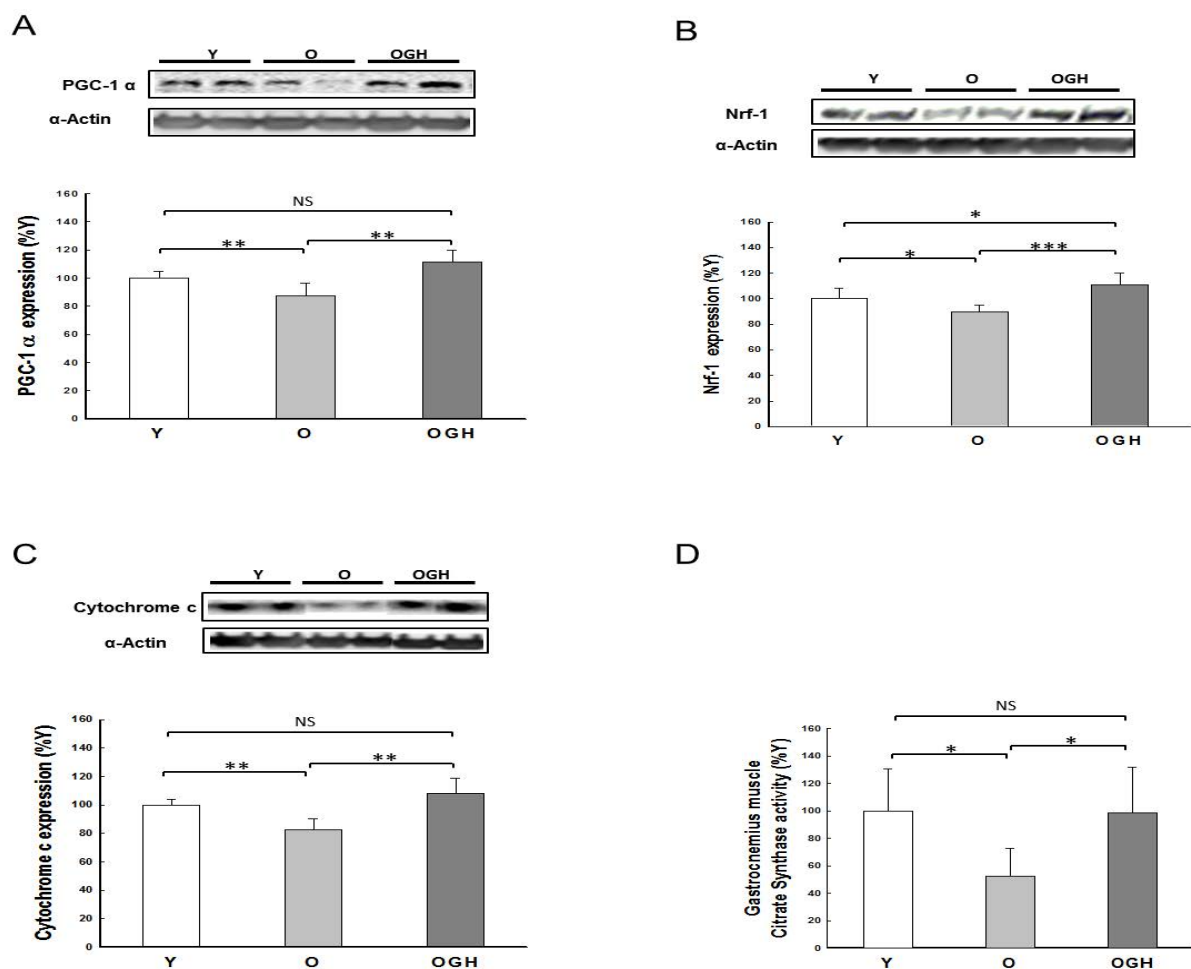 A
Y O OGH
PGC-1 α
α-Actin
PGC-1 α expression (%Y)
160
140
120
100
80
60
40
20
0
NS
** **
Y O OGH
B
Y O OGH
Nrf-1
α-Actin
Nrf-1 expression (%Y)
160
140
120
100
80
60
40
20
0
*
* ***
Y O OGH
C
Y O OGH
Cytochrome c
α-Actin
Cytochrome c expression (%Y)
160
140
120
100
80
60
40
20
0
NS
** **
Y O OGH
D
Gastrocnemius muscle
Citrate Synthase activity (%Y)
160
140
120
100
80
60
40
20
0
NS
* *
Y O OGH